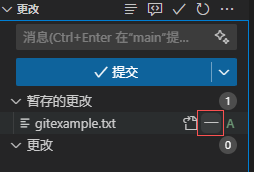 更改
消息(Ctrl+Enter 在“main”提...
提交
暂存的更改 1
gitexample.txt A
更改 0